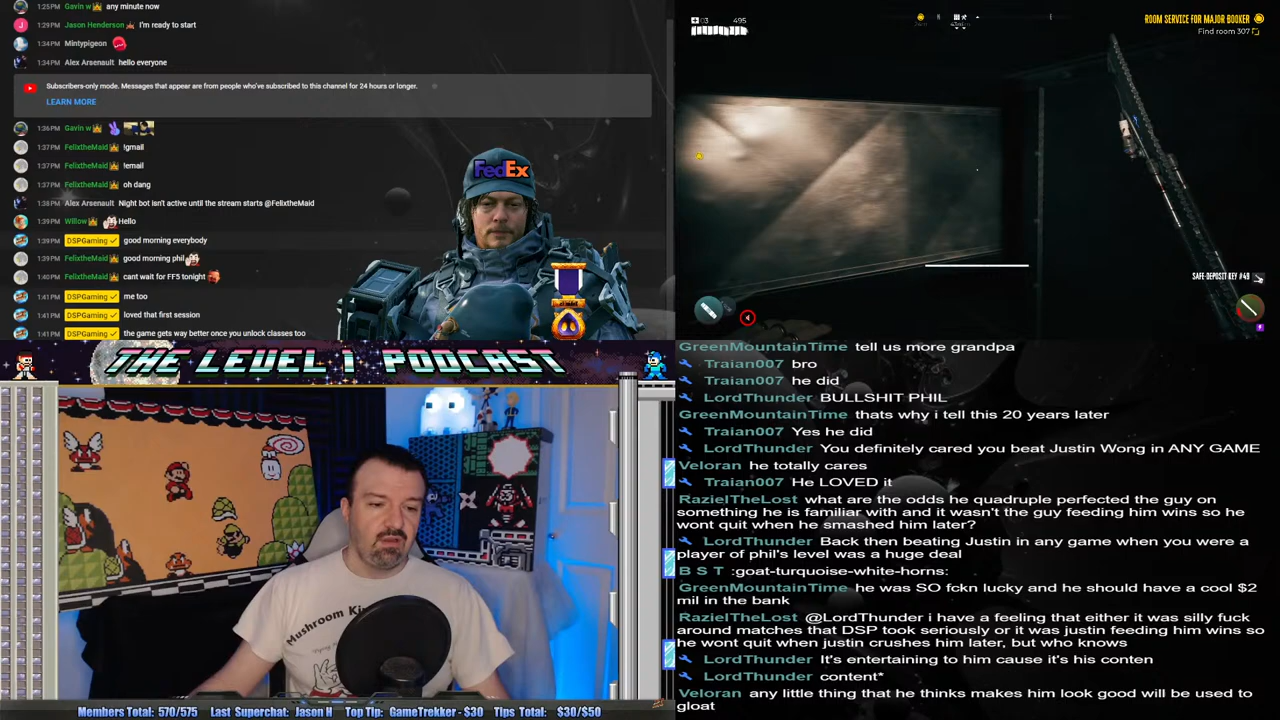 1:25PM Gavin w any minute now
1:29PM Jason Henderson I'm ready to start
1:34PM Mintypigeon
1:34PM Alex Arsenault hello everyone
Subscribers-only mode. Messages that appear are from people who've subscribed to this channel for 24 hours or longer.
LEARN MORE
1:36PM Gavin w
1:37PM FelixtheMaid !gmail
1:37PM FelixtheMaid !email
1:37PM FelixtheMaid oh dang
1:38PM Alex Arsenault Night bot isn't active until the stream starts @FelixtheMaid
1:39PM Willow Hello
1:39PM DSPGaming good morning everybody
1:39PM FelixtheMaid good morning phil
1:40PM FelixtheMaid cant wait for FF5 tonight
1:41PM DSPGaming me too
1:41PM DSPGaming loved that first session
1:41PM DSPGaming the game gets way better once you unlock classes too
FedEx
03 495
ROOM SERVICE FOR MAJOR BOOKER
Find room 307
SAFE-DEPOSIT KEY #49
THE LEVEL 1 PODCAST
Mushroom Ki
GreenMountainTime tell us more grandpa
Traian007 bro
Traian007 he did
LordThunder BULLSHIT PHIL
GreenMountainTime thats why i tell this 20 years later
Traian007 Yes he did
LordThunder You definitely cared you beat Justin Wong in ANY GAME
Veloran he totally cares
Traian007 He LOVED it
RazielTheLost what are the odds he quadruple perfected the guy on
something he is familiar with and it wasn't the guy feeding him wins so he
wont quit when he smashed him later?
LordThunder Back then beating Justin in any game when you were a
player of phil's level was a huge deal
B S T :goat-turquoise-white-horns:
GreenMountainTime he was SO fckn lucky and he should have a cool $2
mil in the bank
RazielTheLost @LordThunder i have a feeling that either it was silly fuck
around matches that DSP took seriously or it was justin feeding him wins so
he wont quit when justin crushes him later, but who knows
LordThunder It's entertaining to him cause it's his conten
LordThunder content*
Veloran any little thing that he thinks makes him look good will be used to
gloat
Members Total: 570/575 Last Superchat: Jason H Top Tip: GameTrekker - $30 Tips Total: $30/$50